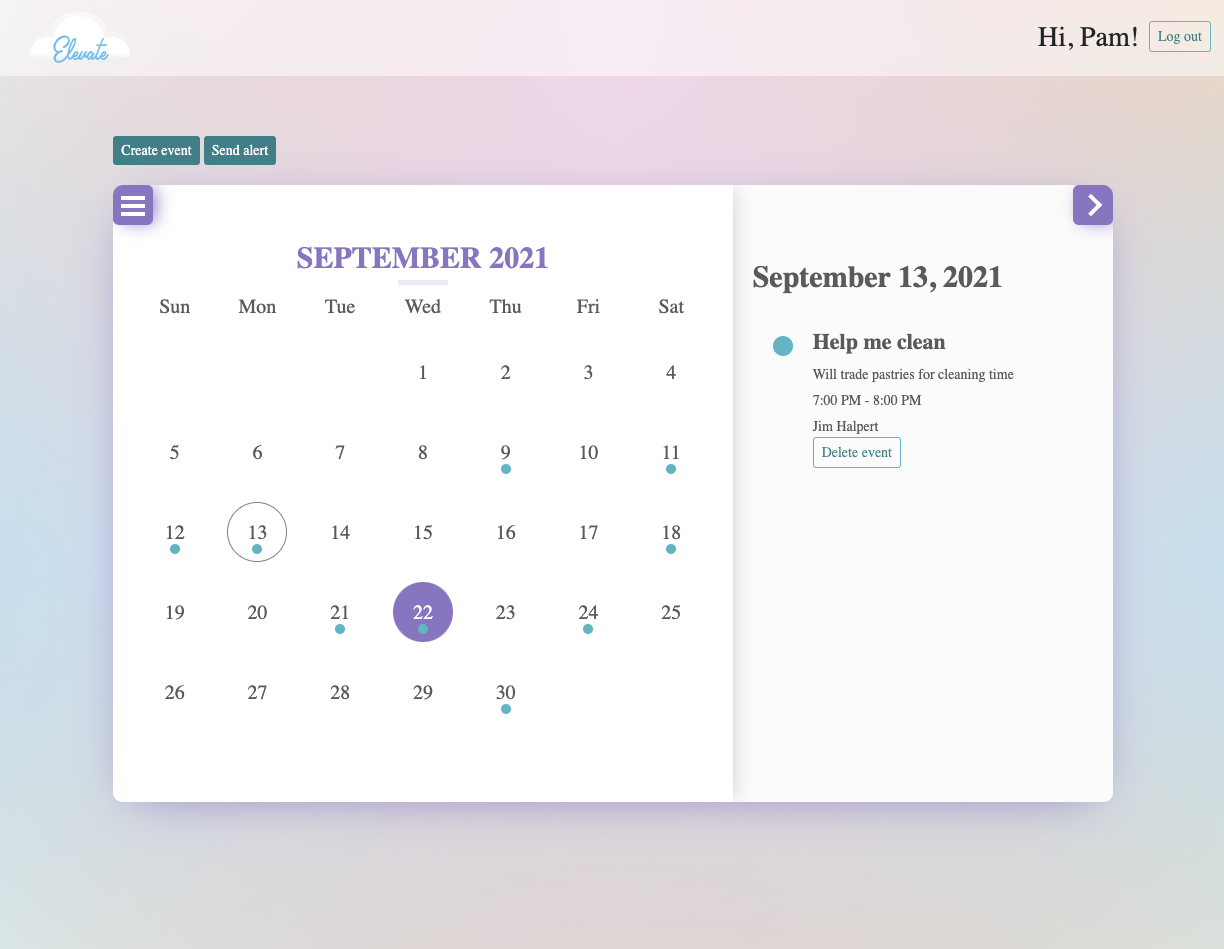 Elevate
Hi, Pam!
Log out
Create event
Send alert
SEPTEMBER 2021
Sun Mon Tue Wed Thu Fri Sat
1 2 3 4
5 6 7 8 9 10 11
12 13 14 15 16 17 18
19 20 21 22 23 24 25
26 27 28 29 30
September 13, 2021
Help me clean
Will trade pastries for cleaning time
7:00 PM - 8:00 PM
Jim Halpert
Delete event